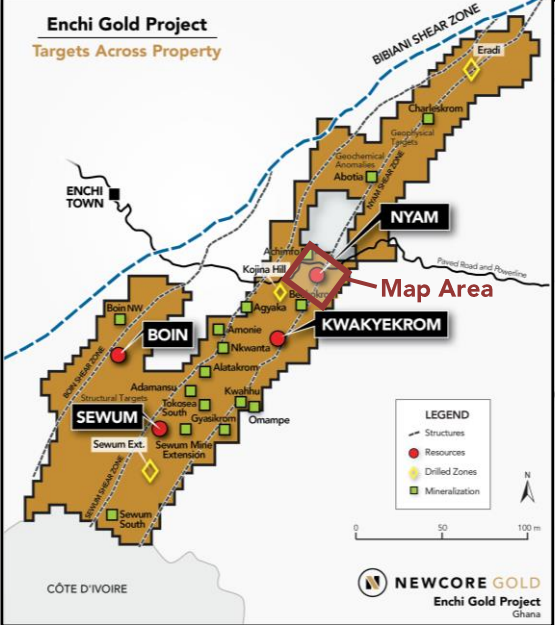 Enchi Gold Project
Targets Across Property
BIBIANI SHEAR ZONE
Eradi
Charleskrom
Geophysical
Targets
Geochemical
Anomalies
Abotia
NYAM SHEAR ZONE
ENCHI
TOWN
NYAM
Achimfo
Paved Road and Powerline
Kojina Hill
Map Area
Agyaka
KWAKYEKROM
Boin NW
BOIN
Amonie
Nkwanta
BOIN SHEAR ZONE
Alatakrom
Structural Targets
Adamansu
Kwahhu
Tokosea
South
Omampe
SEWUM
Gyasikrom
Sewum Ext.
Sewum Mine
Extension
SEWUM SHEAR ZONE
Sewum
South
LEGEND
Structures
Resources
Drilled Zones
Mineralization
N
0 50 100 m
CÔTE D'IVOIRE
N NEWCORE GOLD
Enchi Gold Project
Ghana